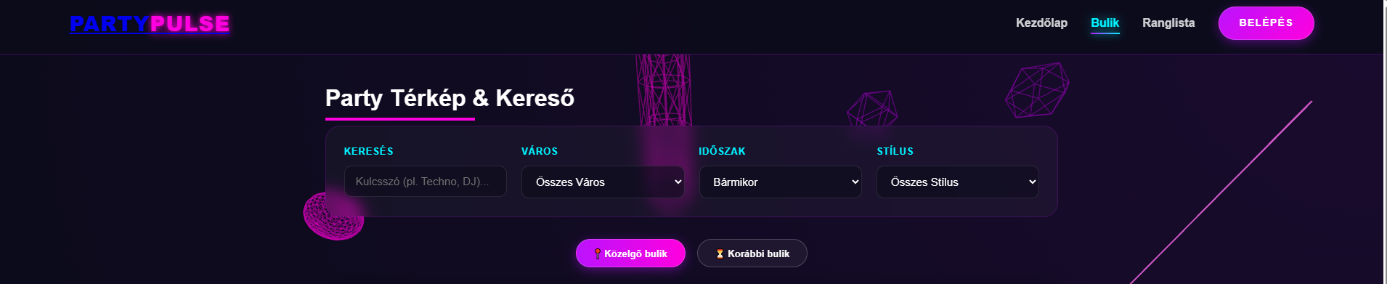 PARTYPULSE
Kezdőlap Bulik Ranglista BELÉPÉS
Party Térkép & Kereső
KERESÉS VÁROS IDŐSZAK STÍLUS
Kulcsszó (pl. Techno, DJ)... Összes Város Bármikor Összes Stílus
Közelgő bulik Korábbi bulik